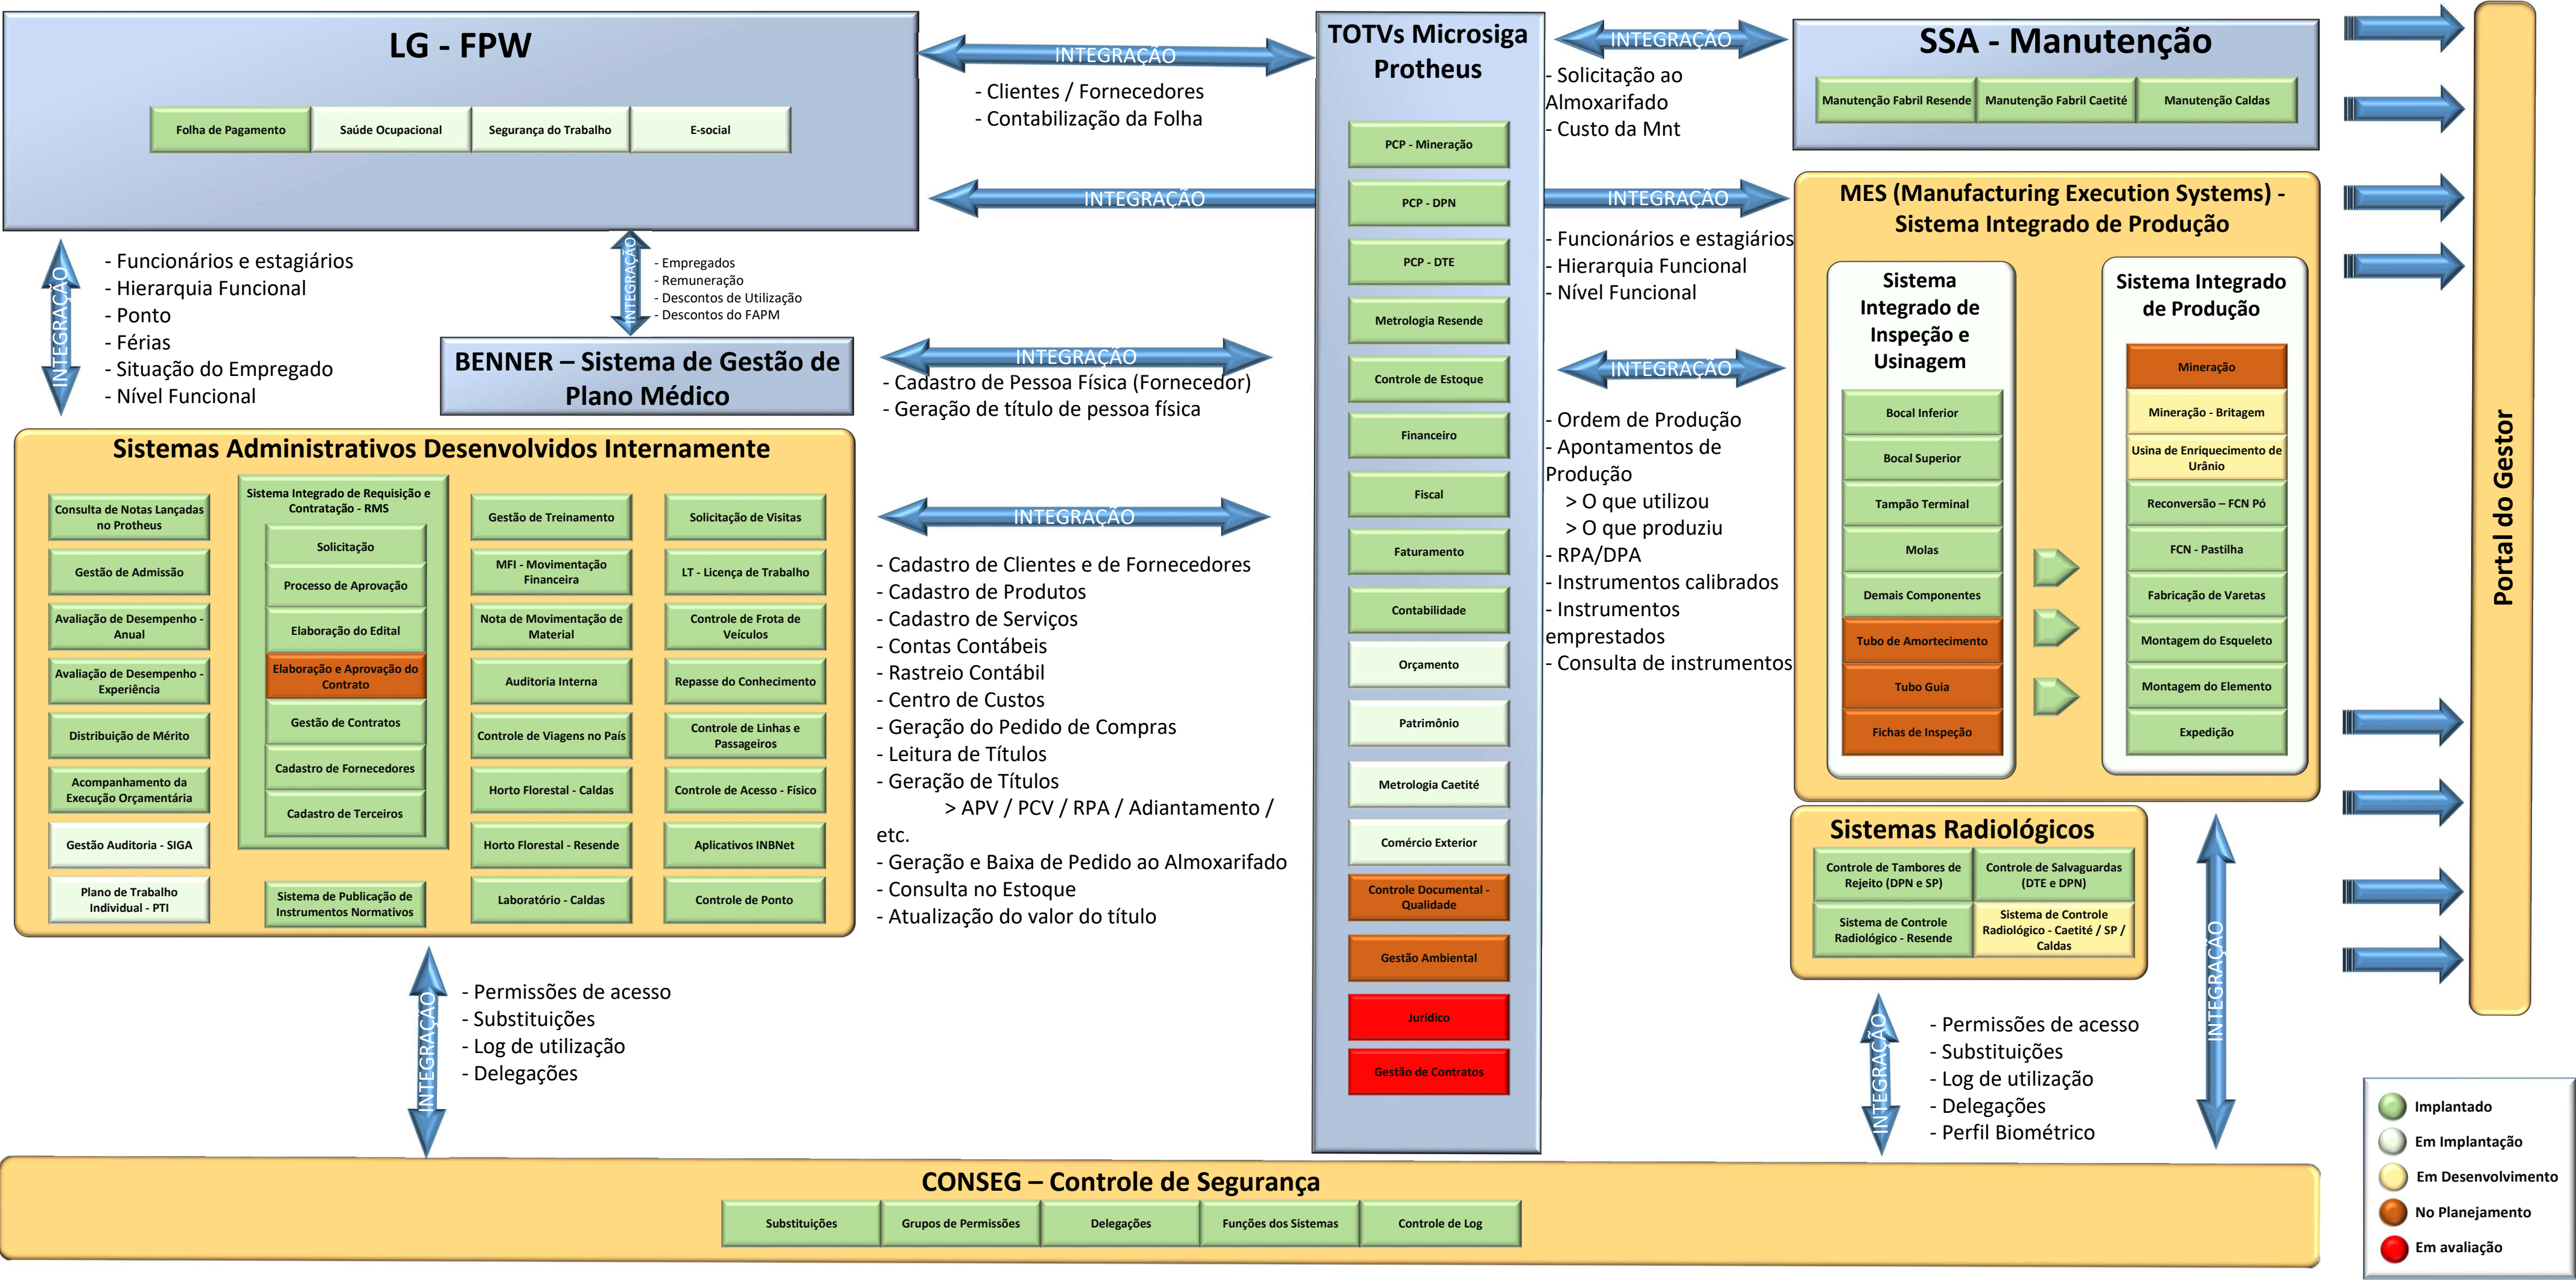 LG - FPW
Folha de Pagamento
Saúde Ocupacional
Segurança do Trabalho
E-social
INTEGRAÇÃO
- Clientes / Fornecedores
- Contabilização da Folha
INTEGRAÇÃO
INTEGRAÇÃO
- Funcionários e estagiários
- Hierarquia Funcional
- Ponto
- Férias
- Situação do Empregado
- Nível Funcional
INTEGRAÇÃO
- Empregados
- Remuneração
- Descontos de Utilização
- Descontos do FAPM
BENNER – Sistema de Gestão de
Plano Médico
INTEGRAÇÃO
- Cadastro de Pessoa Física (Fornecedor)
- Geração de título de pessoa física
Sistemas Administrativos Desenvolvidos Internamente
Consulta de Notas Lançadas
no Protheus
Gestão de Admissão
Avaliação de Desempenho -
Anual
Avaliação de Desempenho -
Experiência
Distribuição de Mérito
Acompanhamento da
Execução Orçamentária
Gestão Auditoria - SIGA
Plano de Trabalho
Individual - PTI
Sistema Integrado de Requisição e
Contratação - RMS
Solicitação
Processo de Aprovação
Elaboração do Edital
Elaboração e Aprovação do
Contrato
Gestão de Contratos
Cadastro de Fornecedores
Cadastro de Terceiros
Sistema de Publicação de
Instrumentos Normativos
Gestão de Treinamento
MFI - Movimentação
Financeira
Nota de Movimentação de
Material
Auditoria Interna
Controle de Viagens no País
Horto Florestal - Caldas
Horto Florestal - Resende
Laboratório - Caldas
Solicitação de Visitas
LT - Licença de Trabalho
Controle de Frota de
Veículos
Repasse do Conhecimento
Controle de Linhas e
Passageiros
Controle de Acesso - Físico
Aplicativos INBNet
Controle de Ponto
INTEGRAÇÃO
- Cadastro de Clientes e de Fornecedores
- Cadastro de Produtos
- Cadastro de Serviços
- Contas Contábeis
- Rastreio Contábil
- Centro de Custos
- Geração do Pedido de Compras
- Leitura de Títulos
- Geração de Títulos
> APV / PCV / RPA / Adiantamento /
etc.
- Geração e Baixa de Pedido ao Almoxarifado
- Consulta no Estoque
- Atualização do valor do título
INTEGRAÇÃO
- Permissões de acesso
- Substituições
- Log de utilização
- Delegações
TOTVs Microsiga
Protheus
PCP - Mineração
PCP - DPN
PCP - DTE
Metrologia Resende
Controle de Estoque
Financeiro
Fiscal
Faturamento
Contabilidade
Orçamento
Patrimônio
Metrologia Caetité
Comércio Exterior
Controle Documental -
Qualidade
Gestão Ambiental
Jurídico
Gestão de Contratos
INTEGRAÇÃO
- Solicitação ao
Almoxarifado
- Custo da Mnt
INTEGRAÇÃO
- Funcionários e estagiários
- Hierarquia Funcional
- Nível Funcional
INTEGRAÇÃO
- Ordem de Produção
- Apontamentos de
Produção
> O que utilizou
> O que produziu
- RPA/DPA
- Instrumentos calibrados
- Instrumentos
emprestados
- Consulta de instrumentos
SSA - Manutenção
Manutenção Fabril Resende
Manutenção Fabril Caetité
Manutenção Caldas
MES (Manufacturing Execution Systems) -
Sistema Integrado de Produção
Sistema
Integrado de
Inspeção e
Usinagem
Bocal Inferior
Bocal Superior
Tampão Terminal
Molas
Demais Componentes
Tubo de Amortecimento
Tubo Guia
Fichas de Inspeção
Sistema Integrado
de Produção
Mineração
Mineração - Britagem
Usina de Enriquecimento de
Urânio
Reconversão – FCN Pó
FCN - Pastilha
Fabricação de Varetas
Montagem do Esqueleto
Montagem do Elemento
Expedição
Sistemas Radiológicos
Controle de Tambores de
Rejeito (DPN e SP)
Controle de Salvaguardas
(DTE e DPN)
Sistema de Controle
Radiológico - Resende
Sistema de Controle
Radiológico - Caetité / SP /
Caldas
INTEGRAÇÃO
- Permissões de acesso
- Substituições
- Log de utilização
- Delegações
- Perfil Biométrico
INTEGRAÇÃO
Portal do Gestor
CONSEG – Controle de Segurança
Substituições
Grupos de Permissões
Delegações
Funções dos Sistemas
Controle de Log
Implantado
Em Implantação
Em Desenvolvimento
No Planejamento
Em avaliação